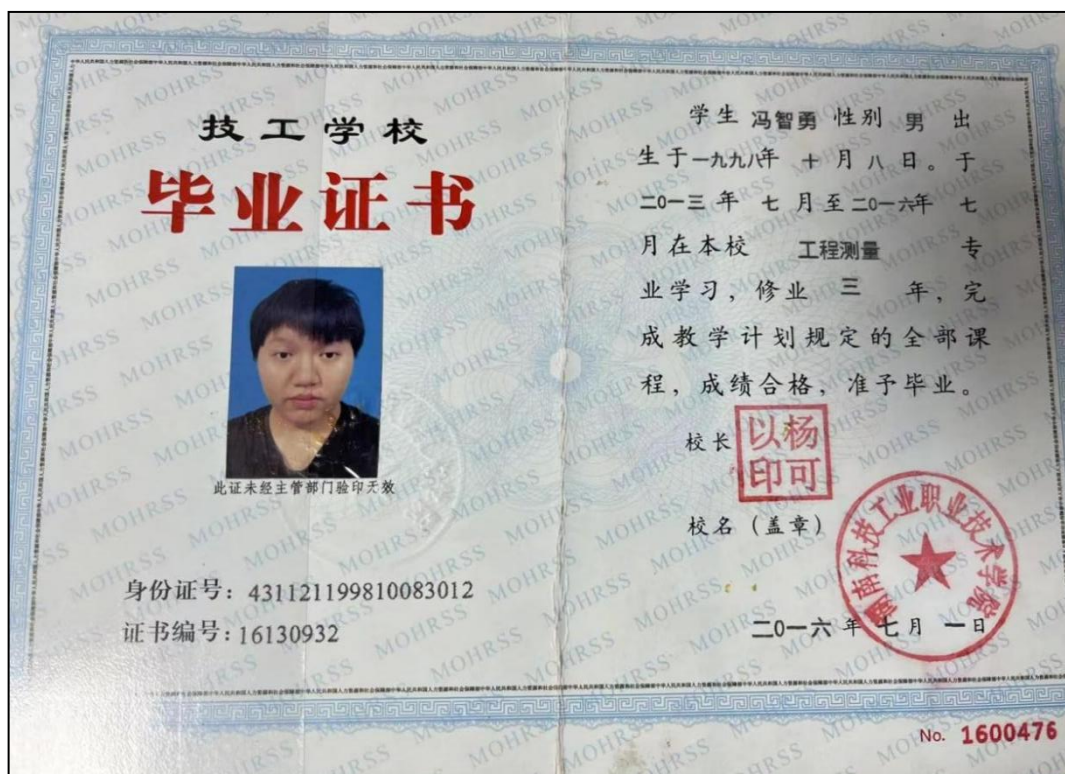 技工学校
毕业证书
此证未经主管部门验印无效
身份证号：431121199810083012
证书编号：16130932
学生 冯智勇 性别 男 出
生于一九九八年 十 月 八 日。于
二0一三 年 七 月至 二0一六年 七
月在本校 工程测量 专
业学习，修业 三 年，完
成教学计划规定的全部课
程，成绩合格，准予毕业。
校长
杨可以印
校名（盖章）
湖南科技工业职业技术学院
二0一六 年 七月 一日
No. 1600476
MOHRSS